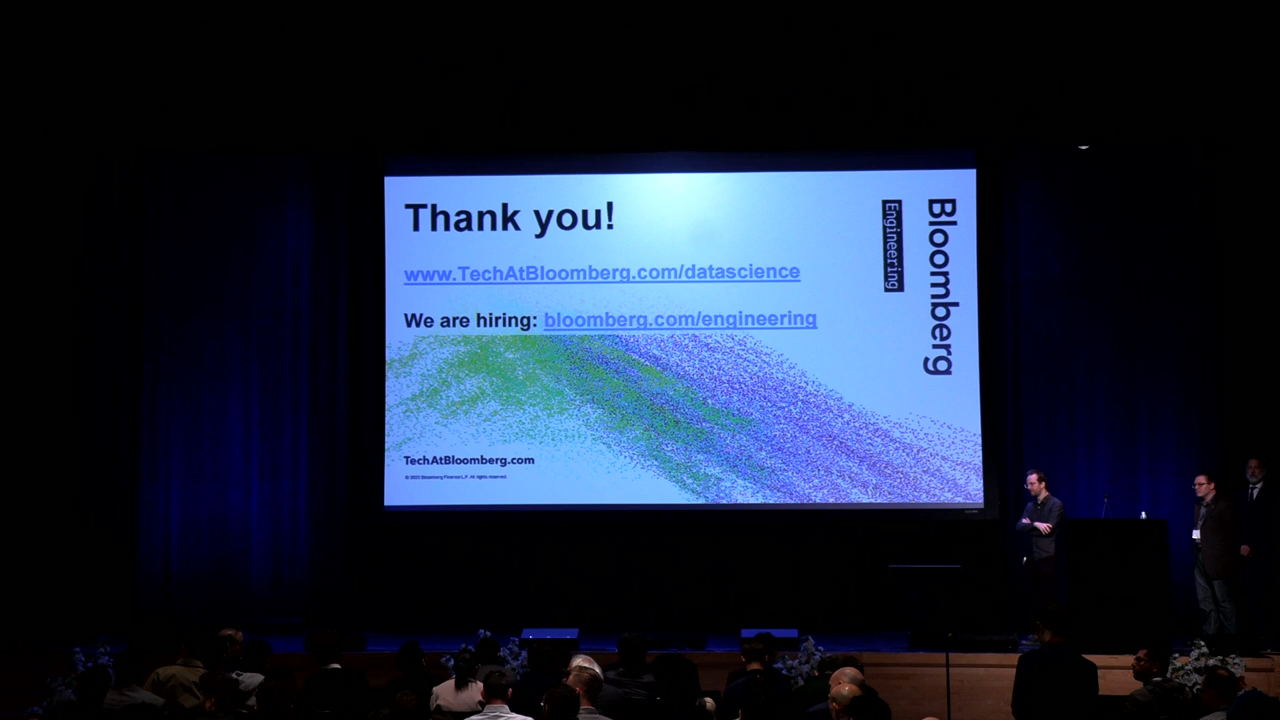 Thank you!
www.TechAtBloomberg.com/datascience
We are hiring: bloomberg.com/engineering
TechAtBloomberg.com
Engineering
Bloomberg